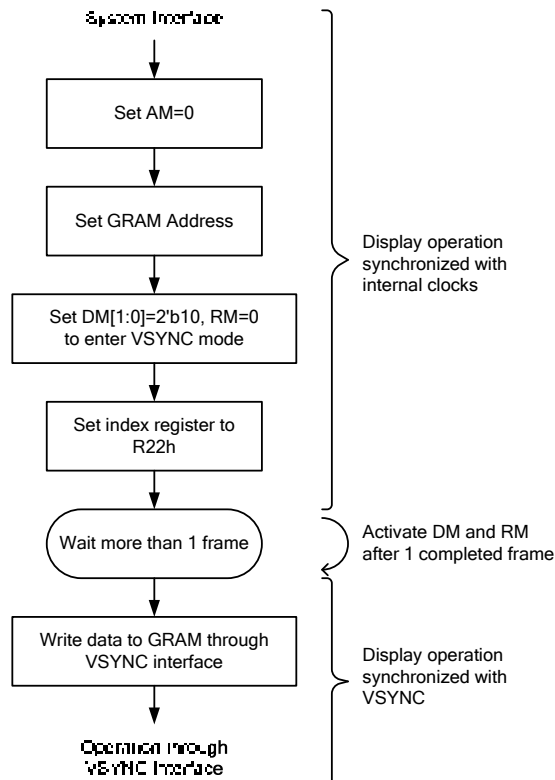 System Interface
Set AM=0
Set GRAM Address
Set DM[1:0]=2'b10, RM=0
to enter VSYNC mode
Set index register to
R22h
Wait more than 1 frame
Write data to GRAM through
VSYNC interface
Operation through
VSYNC Interface
Display operation
synchronized with
internal clocks
Activate DM and RM
after 1 completed frame
Display operation
synchronized with
VSYNC